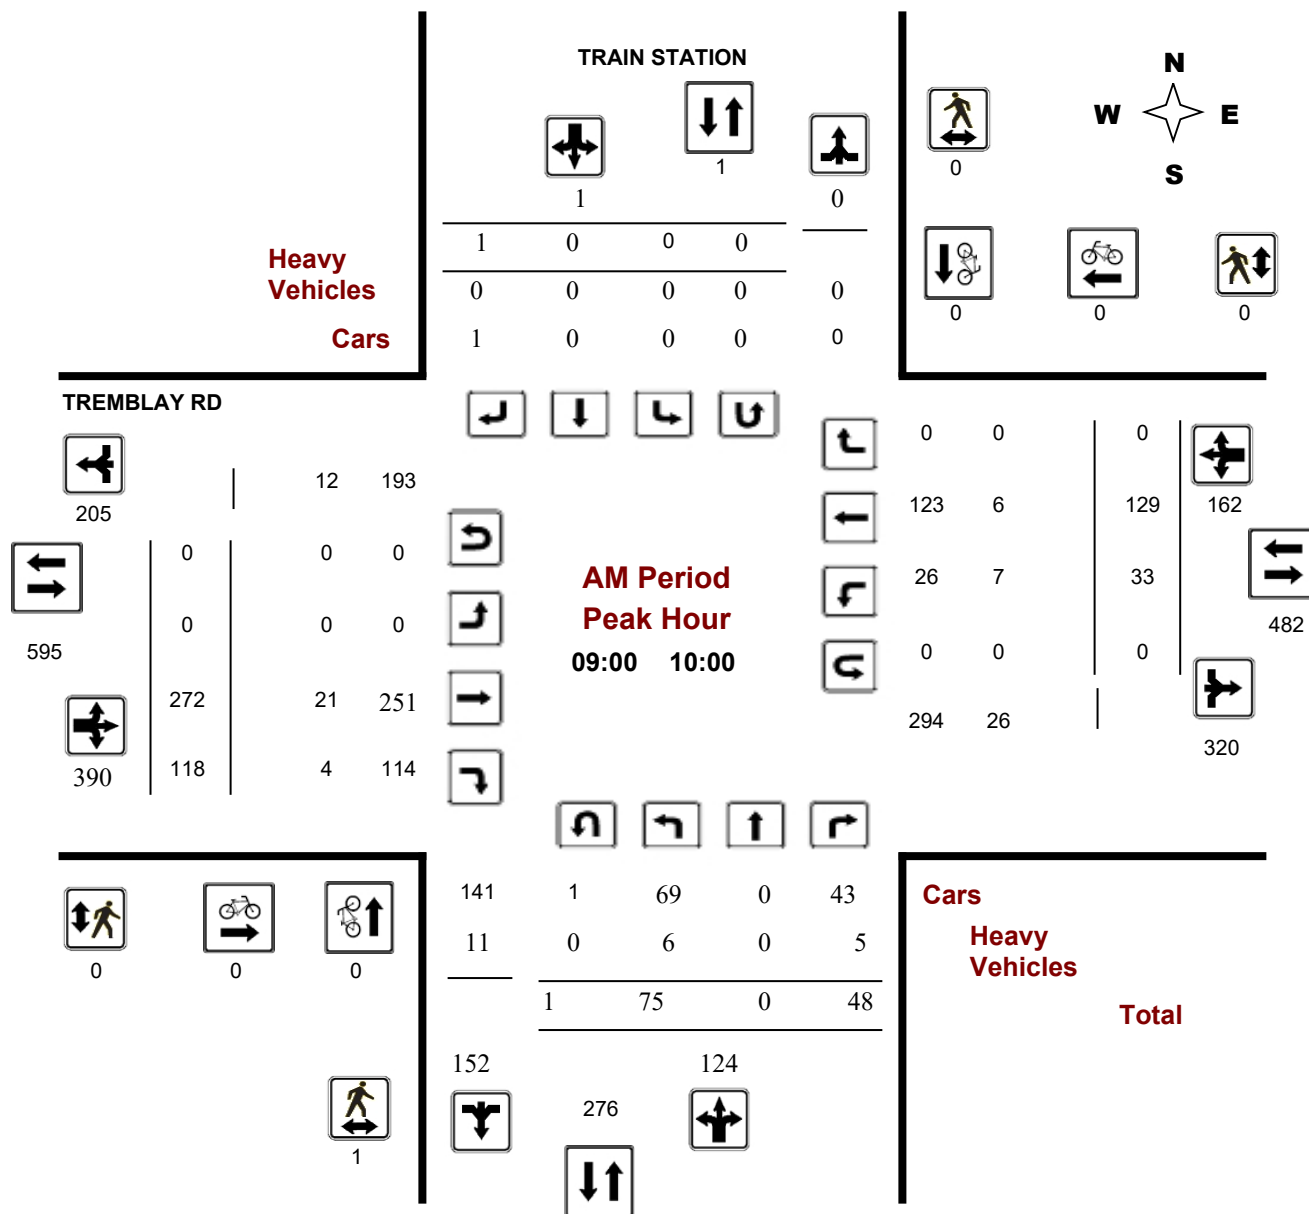 TRAIN STATION
N
W E
S
1
0
1 0
1 0 0 0
Heavy
Vehicles
0 0 0 0 0
Cars
1 0 0 0 0
0 0 0
TREMBLAY RD
0 0 0
12 193
205
123 6 129 162
0 0 0
AM Period
26 7 33
Peak Hour
0 0 0
595
482
09:00 10:00
0 0 0
272 21 251
294 26
320
390
118 4 114
141 1 69 0 43
Cars
11 0 6 0 5
Heavy
Vehicles
0 0 0
1 75 0 48
Total
152 124
276
1